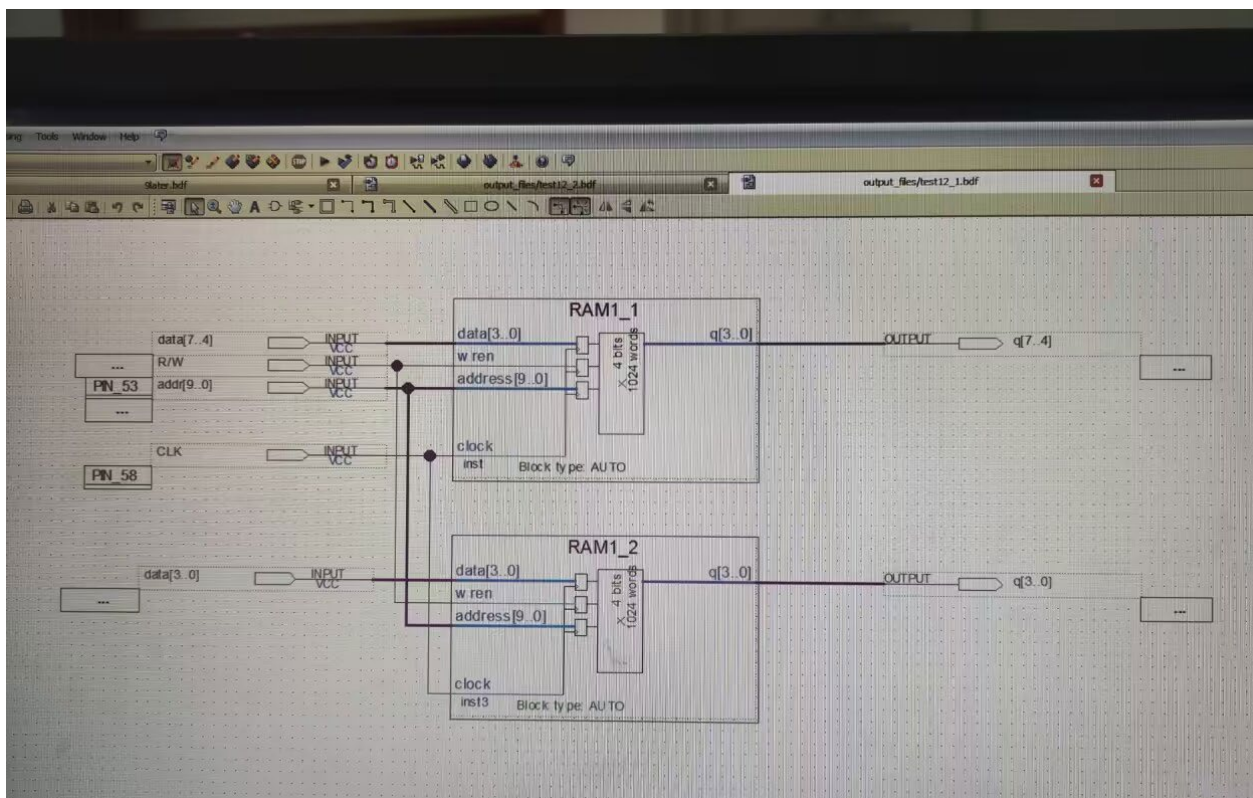 Tools Window Help
Slater.bdf output_files/test12_2.bdf output_files/test12_1.bdf
RAM1_1
data[7..4] INPUT VCC data[3..0] q[3..0] OUTPUT q[7..4]
... R/W INPUT VCC w ren 4 bits × 1024 words ...
PIN_53 addr[9..0] INPUT VCC address[9..0]
...
CLK INPUT VCC clock
PIN_58 inst Block type: AUTO
RAM1_2
data[3..0] INPUT VCC data[3..0] q[3..0] OUTPUT q[3..0]
... w ren 4 bits × 1024 words ...
address[9..0]
clock
inst3 Block type: AUTO